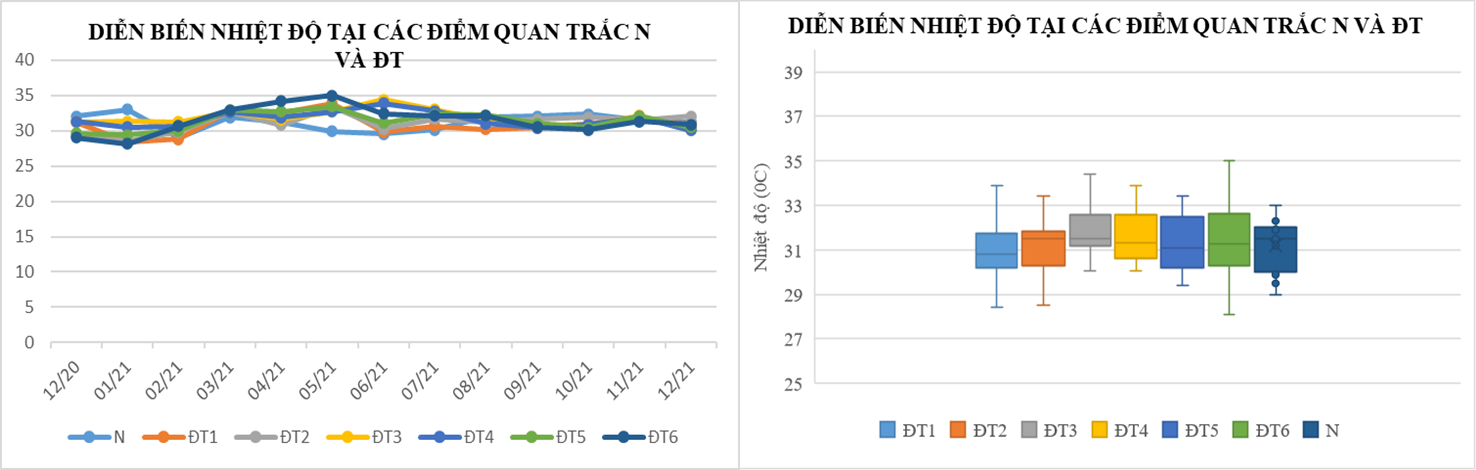 DIỄN BIẾN NHIỆT ĐỘ TẠI CÁC ĐIỂM QUAN TRẮC N
VÀ ĐT
40
35
30
25
20
15
10
5
0
12/20 01/21 02/21 03/21 04/21 05/21 06/21 07/21 08/21 09/21 10/21 11/21 12/21
N ĐT1 ĐT2 ĐT3 ĐT4 ĐT5 ĐT6
DIỄN BIẾN NHIỆT ĐỘ TẠI CÁC ĐIỂM QUAN TRẮC N VÀ ĐT
Nhiệt độ (0C)
39
37
35
33
31
29
27
25
ĐT1 ĐT2 ĐT3 ĐT4 ĐT5 ĐT6 N